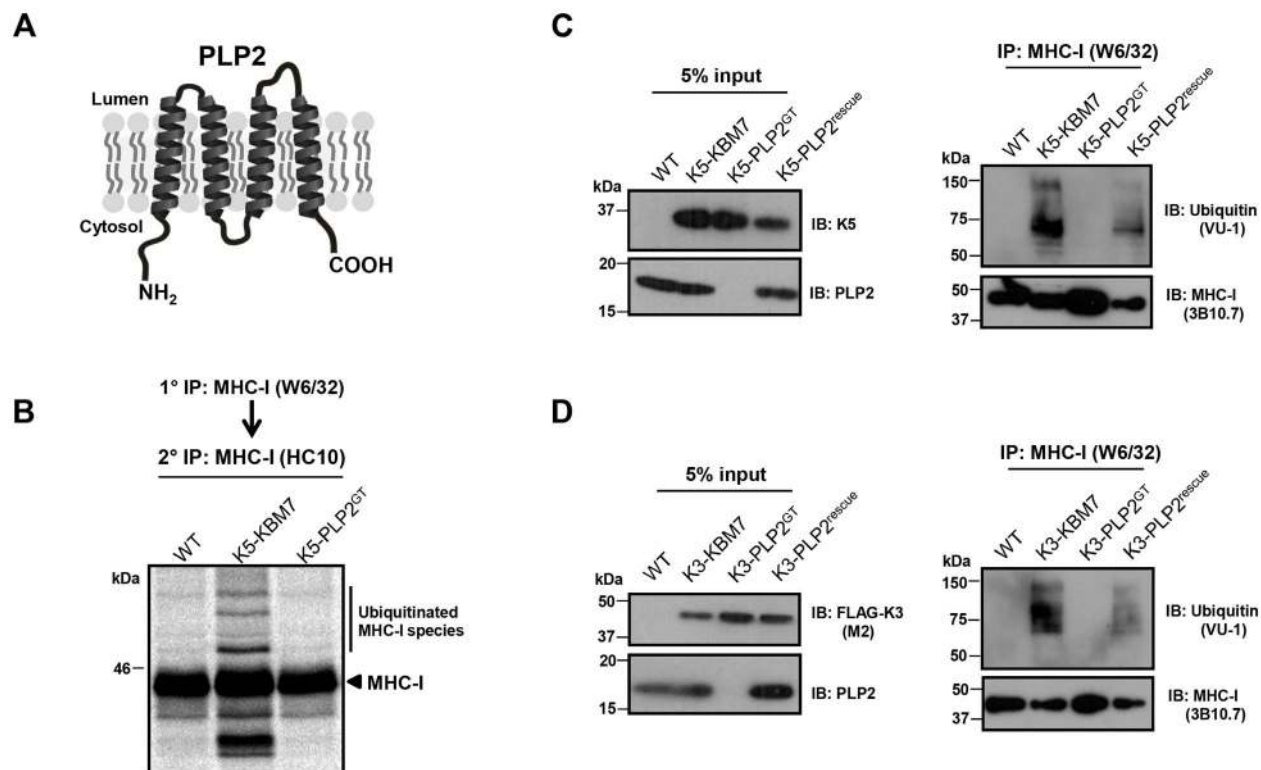 A
PLP2
Lumen
Cytosol
NH2
COOH
B
1° IP: MHC-I (W6/32)
2° IP: MHC-I (HC10)
WT
K5-KBM7
K5-PLP2GT
kDa
46
Ubiquitinated
MHC-I species
MHC-I
C
5% input
WT
K5-KBM7
K5-PLP2GT
K5-PLP2rescue
kDa
37
IB: K5
20
15
IB: PLP2
IP: MHC-I (W6/32)
WT
K5-KBM7
K5-PLP2GT
K5-PLP2rescue
kDa
150
75
50
IB: Ubiquitin
(VU-1)
50
37
IB: MHC-I
(3B10.7)
D
5% input
WT
K3-KBM7
K3-PLP2GT
K3-PLP2rescue
kDa
50
37
IB: FLAG-K3
(M2)
20
15
IB: PLP2
IP: MHC-I (W6/32)
WT
K3-KBM7
K3-PLP2GT
K3-PLP2rescue
kDa
150
75
50
IB: Ubiquitin
(VU-1)
50
37
IB: MHC-I
(3B10.7)